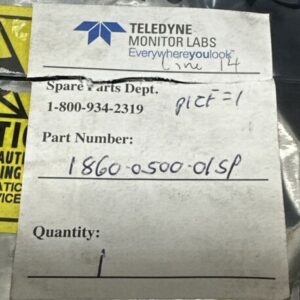 TELEDYNE
MONITOR LABS
Everywhereyoulook
Line 14
Spare Parts Dept.
1-800-934-2319
Part Number:
1860-0500-01SP
Quantity:
1